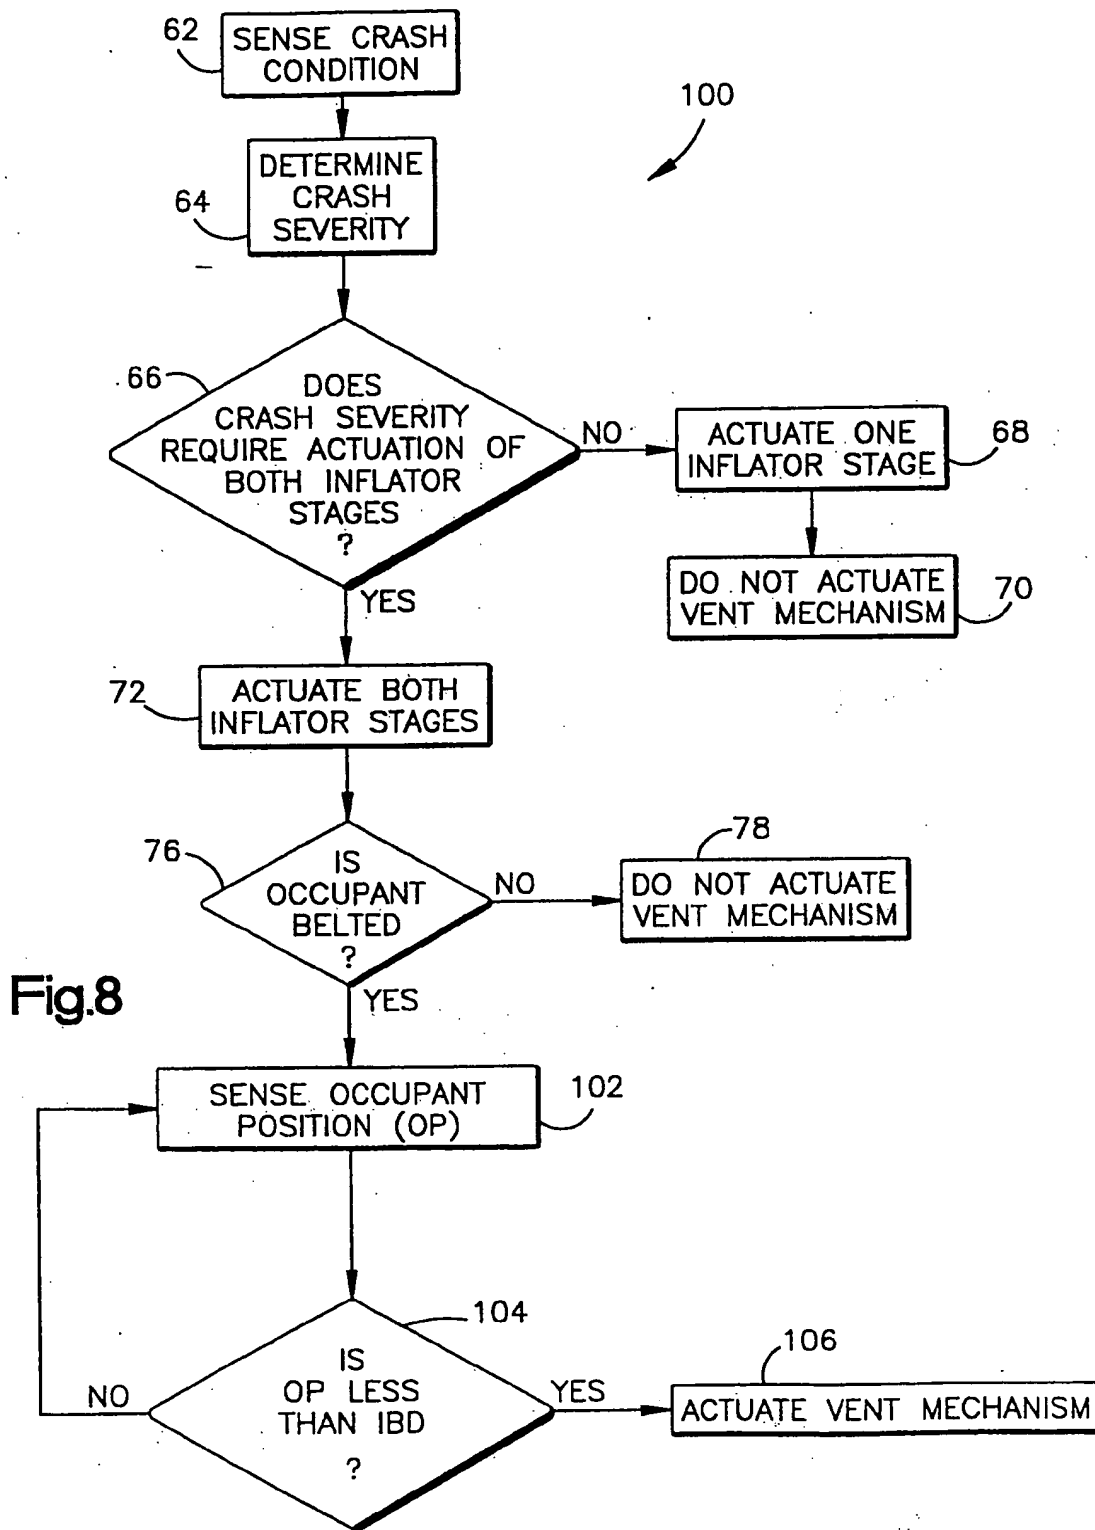 62
SENSE CRASH
CONDITION
100
64
DETERMINE
CRASH
SEVERITY
66
DOES
CRASH SEVERITY
REQUIRE ACTUATION OF
BOTH INFLATOR
STAGES
?
NO
ACTUATE ONE
INFLATOR STAGE
68
DO NOT ACTUATE
VENT MECHANISM
70
YES
72
ACTUATE BOTH
INFLATOR STAGES
76
IS
OCCUPANT
BELTED
?
NO
78
DO NOT ACTUATE
VENT MECHANISM
Fig.8
YES
SENSE OCCUPANT
POSITION (OP)
102
104
IS
OP LESS
THAN IBD
?
NO
YES
106
ACTUATE VENT MECHANISM